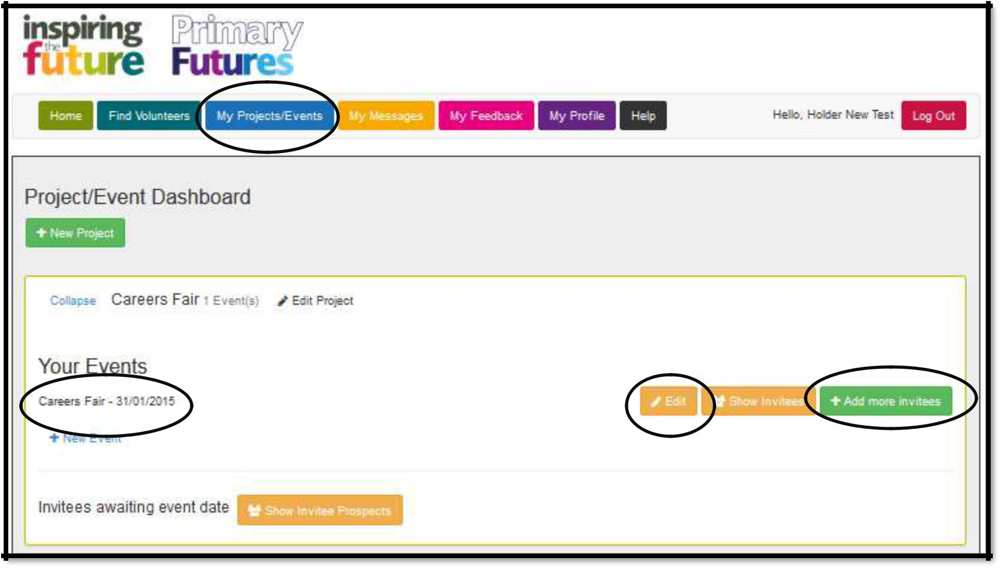 inspiring
the
future
Primary
Futures
Home Find Volunteers My Projects/Events My Messages My Feedback My Profile Help Hello, Holder New Test Log Out
Project/Event Dashboard
+ New Project
Collapse Careers Fair 1 Event(s) Edit Project
Your Events
Careers Fair - 31/01/2015 Edit Show Invitees + Add more invitees
+ New Event
Invitees awaiting event date Show Invitee Prospects